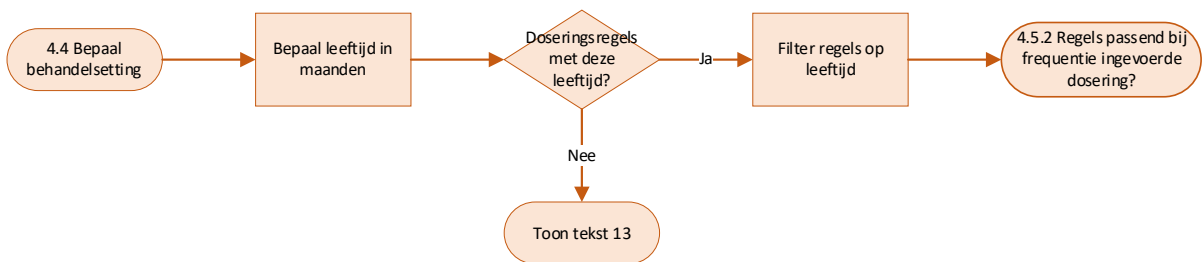 4.4 Bepaal
behandelsetting
Bepaal leeftijd in
maanden
Doseringsregels
met deze
leeftijd?
Ja
Filter regels op
leeftijd
4.5.2 Regels passend bij
frequentie ingevoerde
dosering?
Nee
Toon tekst 13